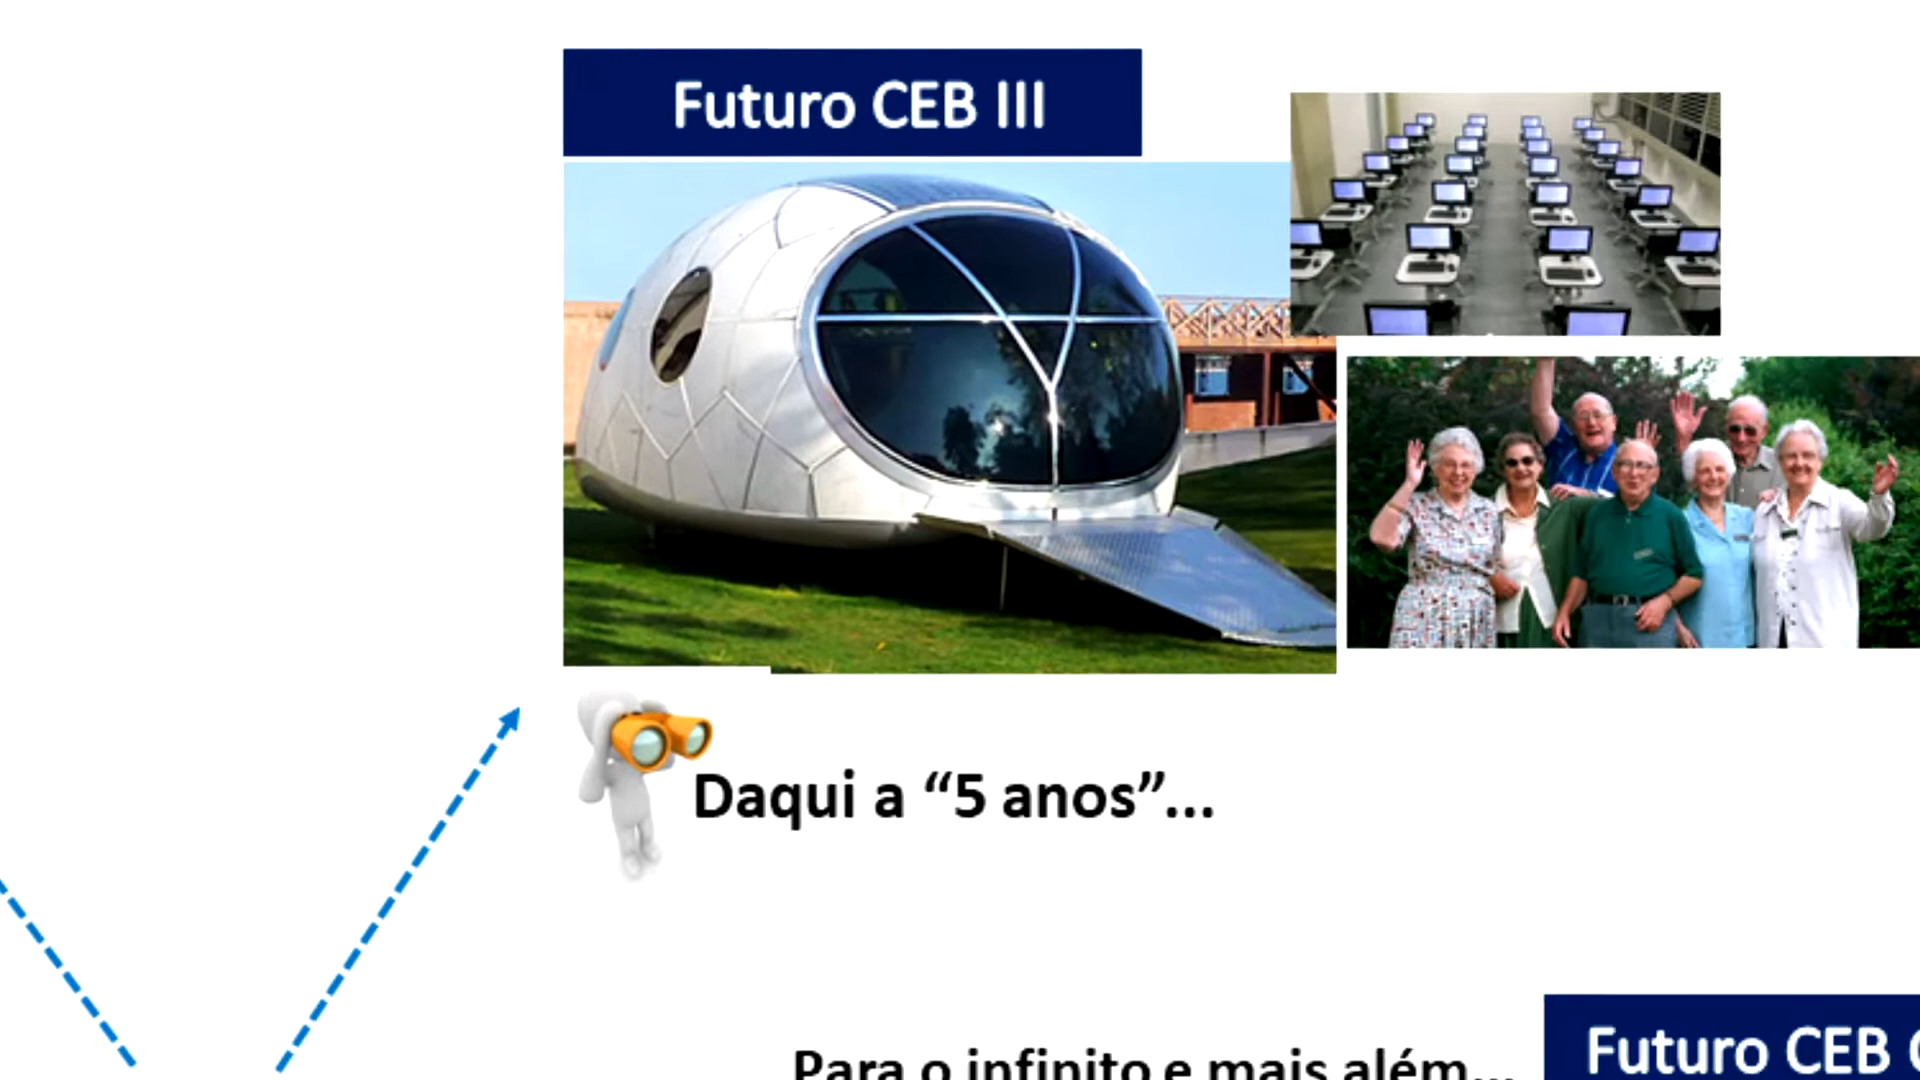 Futuro CEB III
Daqui a “5 anos”...
Para o infinito e mais além...
Futuro CEB